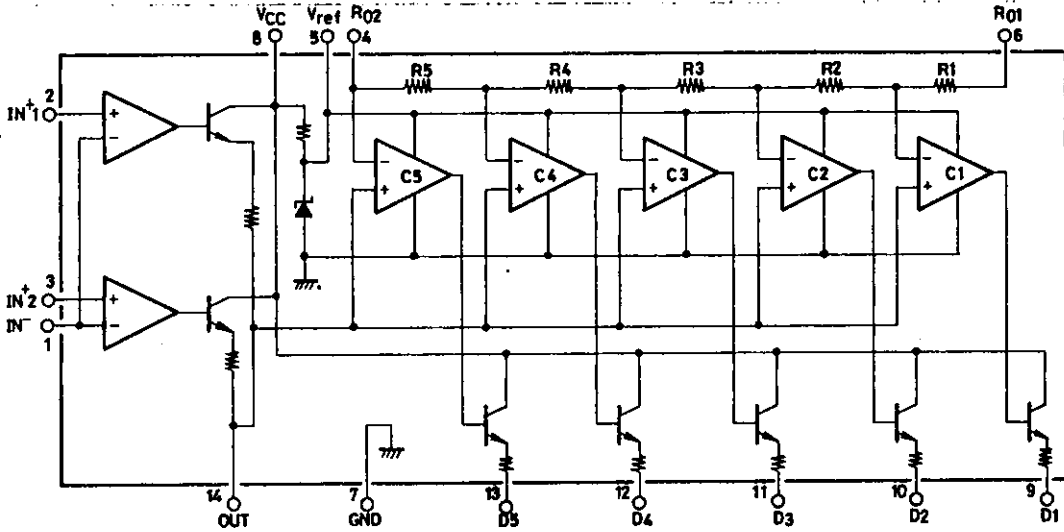 VCC Vref R02 R01
8 5 4 6
R5 R4 R3 R2 R1
2
IN+1
+
−
− − − − −
C5 C4 C3 C2 C1
+ + + + +
3
IN+2
+
IN−
−
1
14 7 13 12 11 10 9
OUT GND D5 D4 D3 D2 D1